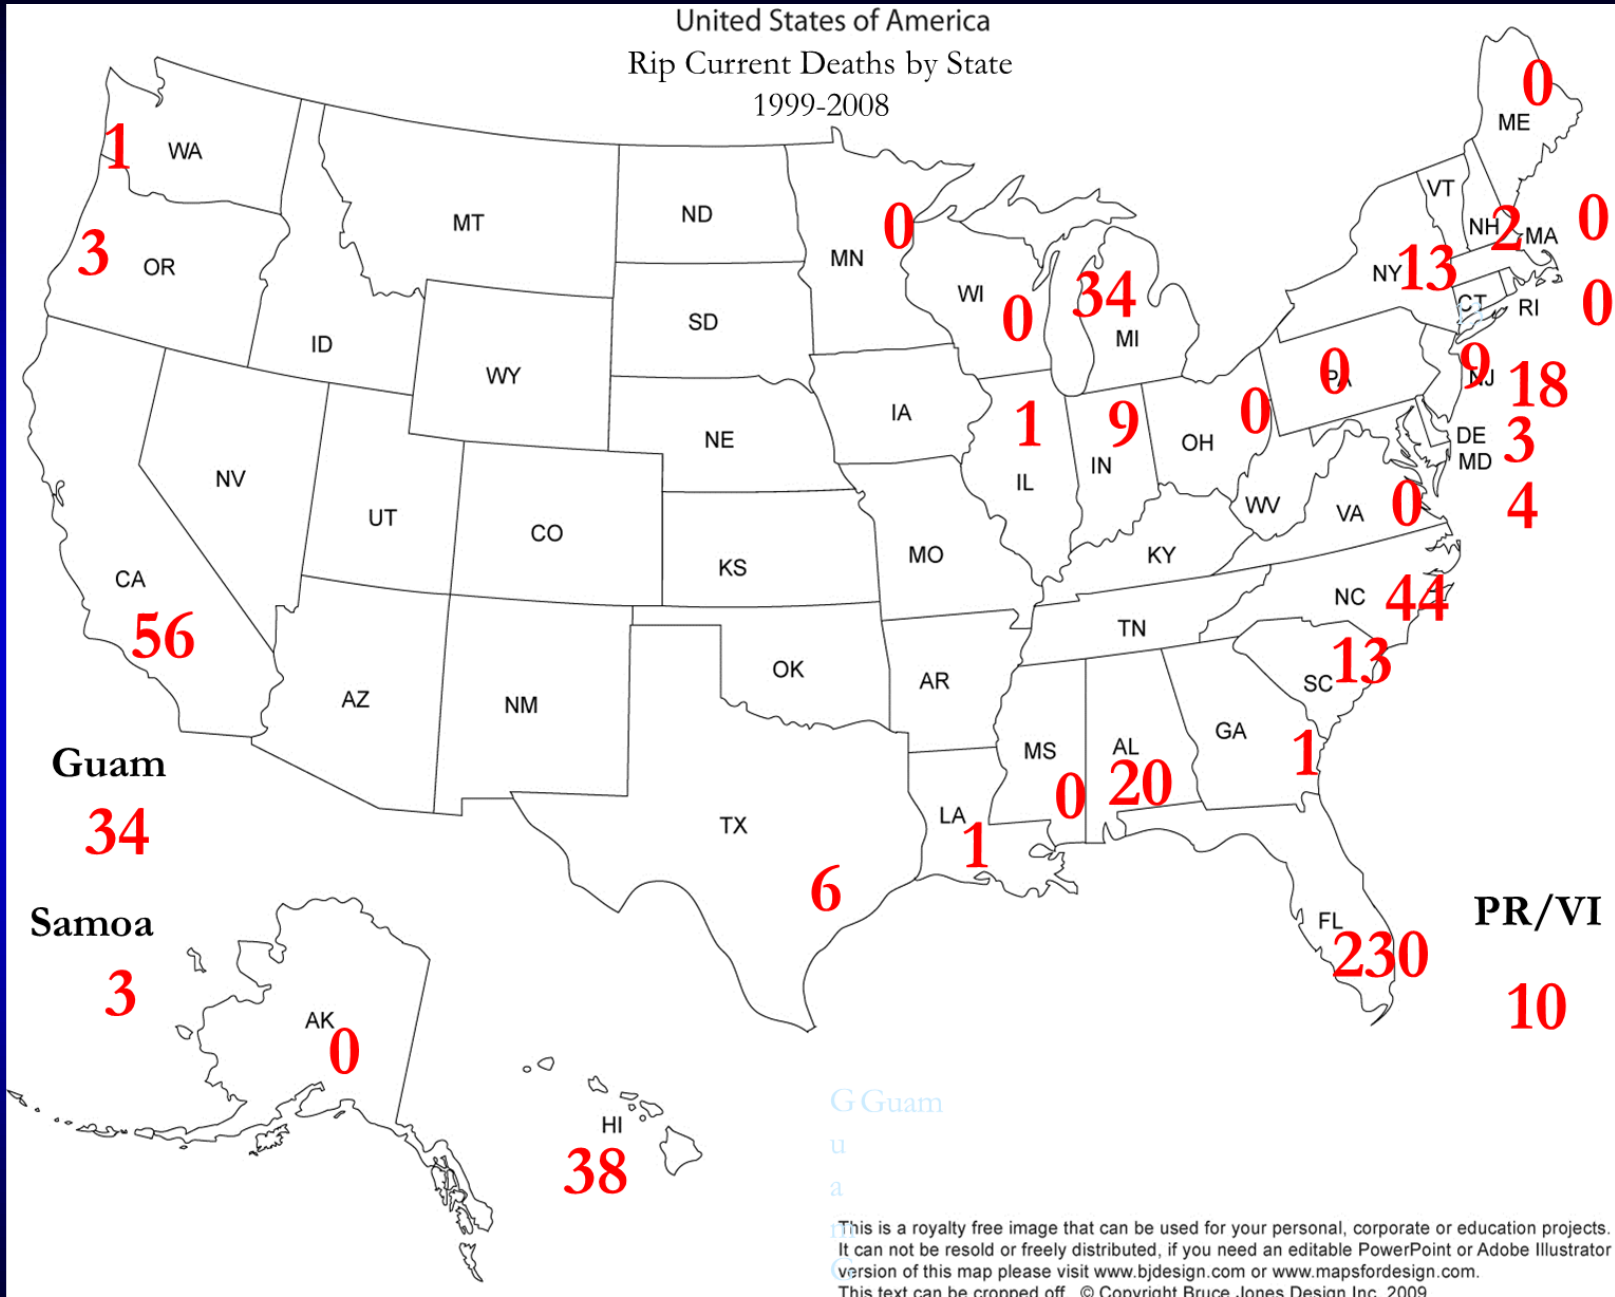 United States of America
Rip Current Deaths by State
1999-2008
0
ME
1
WA
VT
MT
ND
0
NH
2
MA
0
3
OR
MN
NY
13
WI
0
34
MI
CT
RI
0
ID
SD
WY
0
PA
9
NJ
18
IA
1
9
0
NE
OH
DE
3
NV
IL
IN
MD
UT
CO
WV
VA
0
4
KS
MO
KY
CA
56
NC
44
TN
OK
AR
SC
13
AZ
NM
GA
1
MS
0
AL
20
Guam
34
TX
6
LA
1
Samoa
3
FL
230
PR/VI
10
AK
0
HI
38
G Guam
u
a
m
G
This is a royalty free image that can be used for your personal, corporate or education projects.
It can not be resold or freely distributed, if you need an editable PowerPoint or Adobe Illustrator
version of this map please visit www.bjdesign.com or www.mapsfordesign.com.
This text can be cropped off. © Copyright Bruce Jones Design Inc. 2009